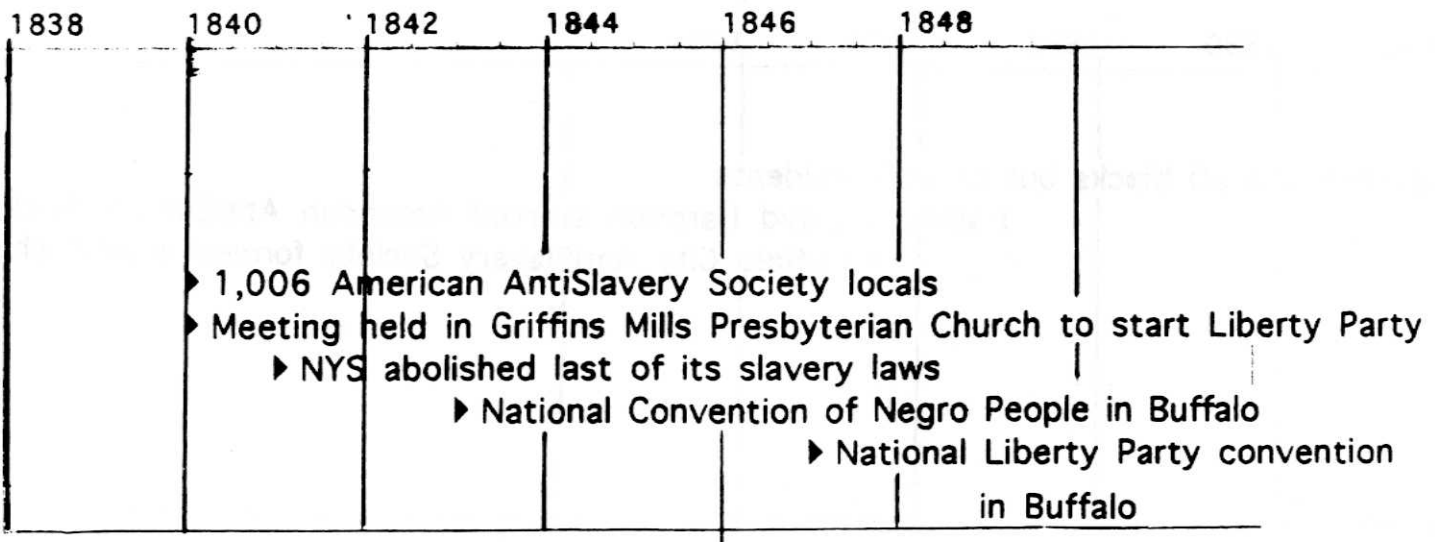 1838 1840 1842 1844 1846 1848
1,006 American AntiSlavery Society locals
Meeting held in Griffins Mills Presbyterian Church to start Liberty Party
NYS abolished last of its slavery laws
National Convention of Negro People in Buffalo
National Liberty Party convention
in Buffalo